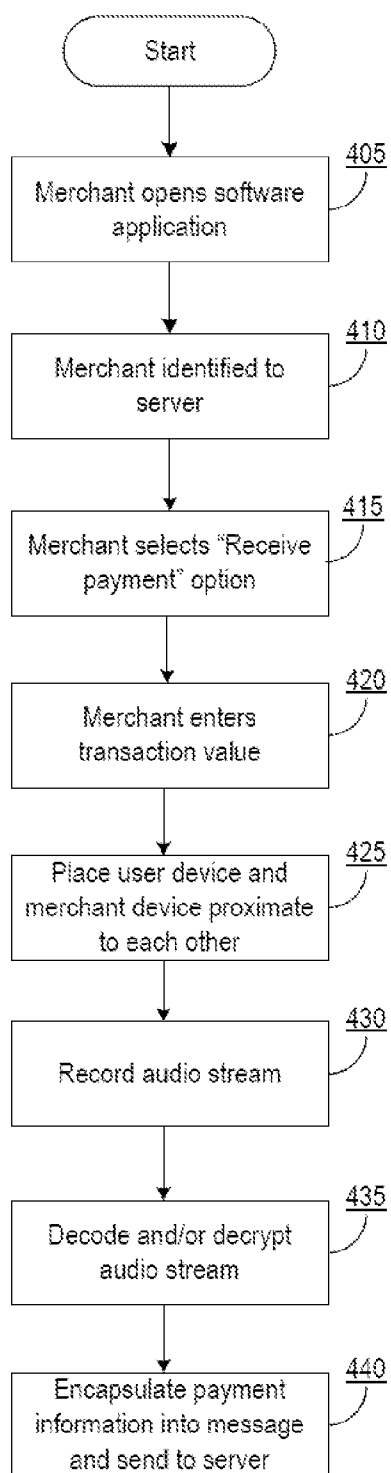 Start
405
Merchant opens software
application
410
Merchant identified to
server
415
Merchant selects “Receive
payment” option
420
Merchant enters
transaction value
425
Place user device and
merchant device proximate
to each other
430
Record audio stream
435
Decode and/or decrypt
audio stream
440
Encapsulate payment
information into message
and send to server